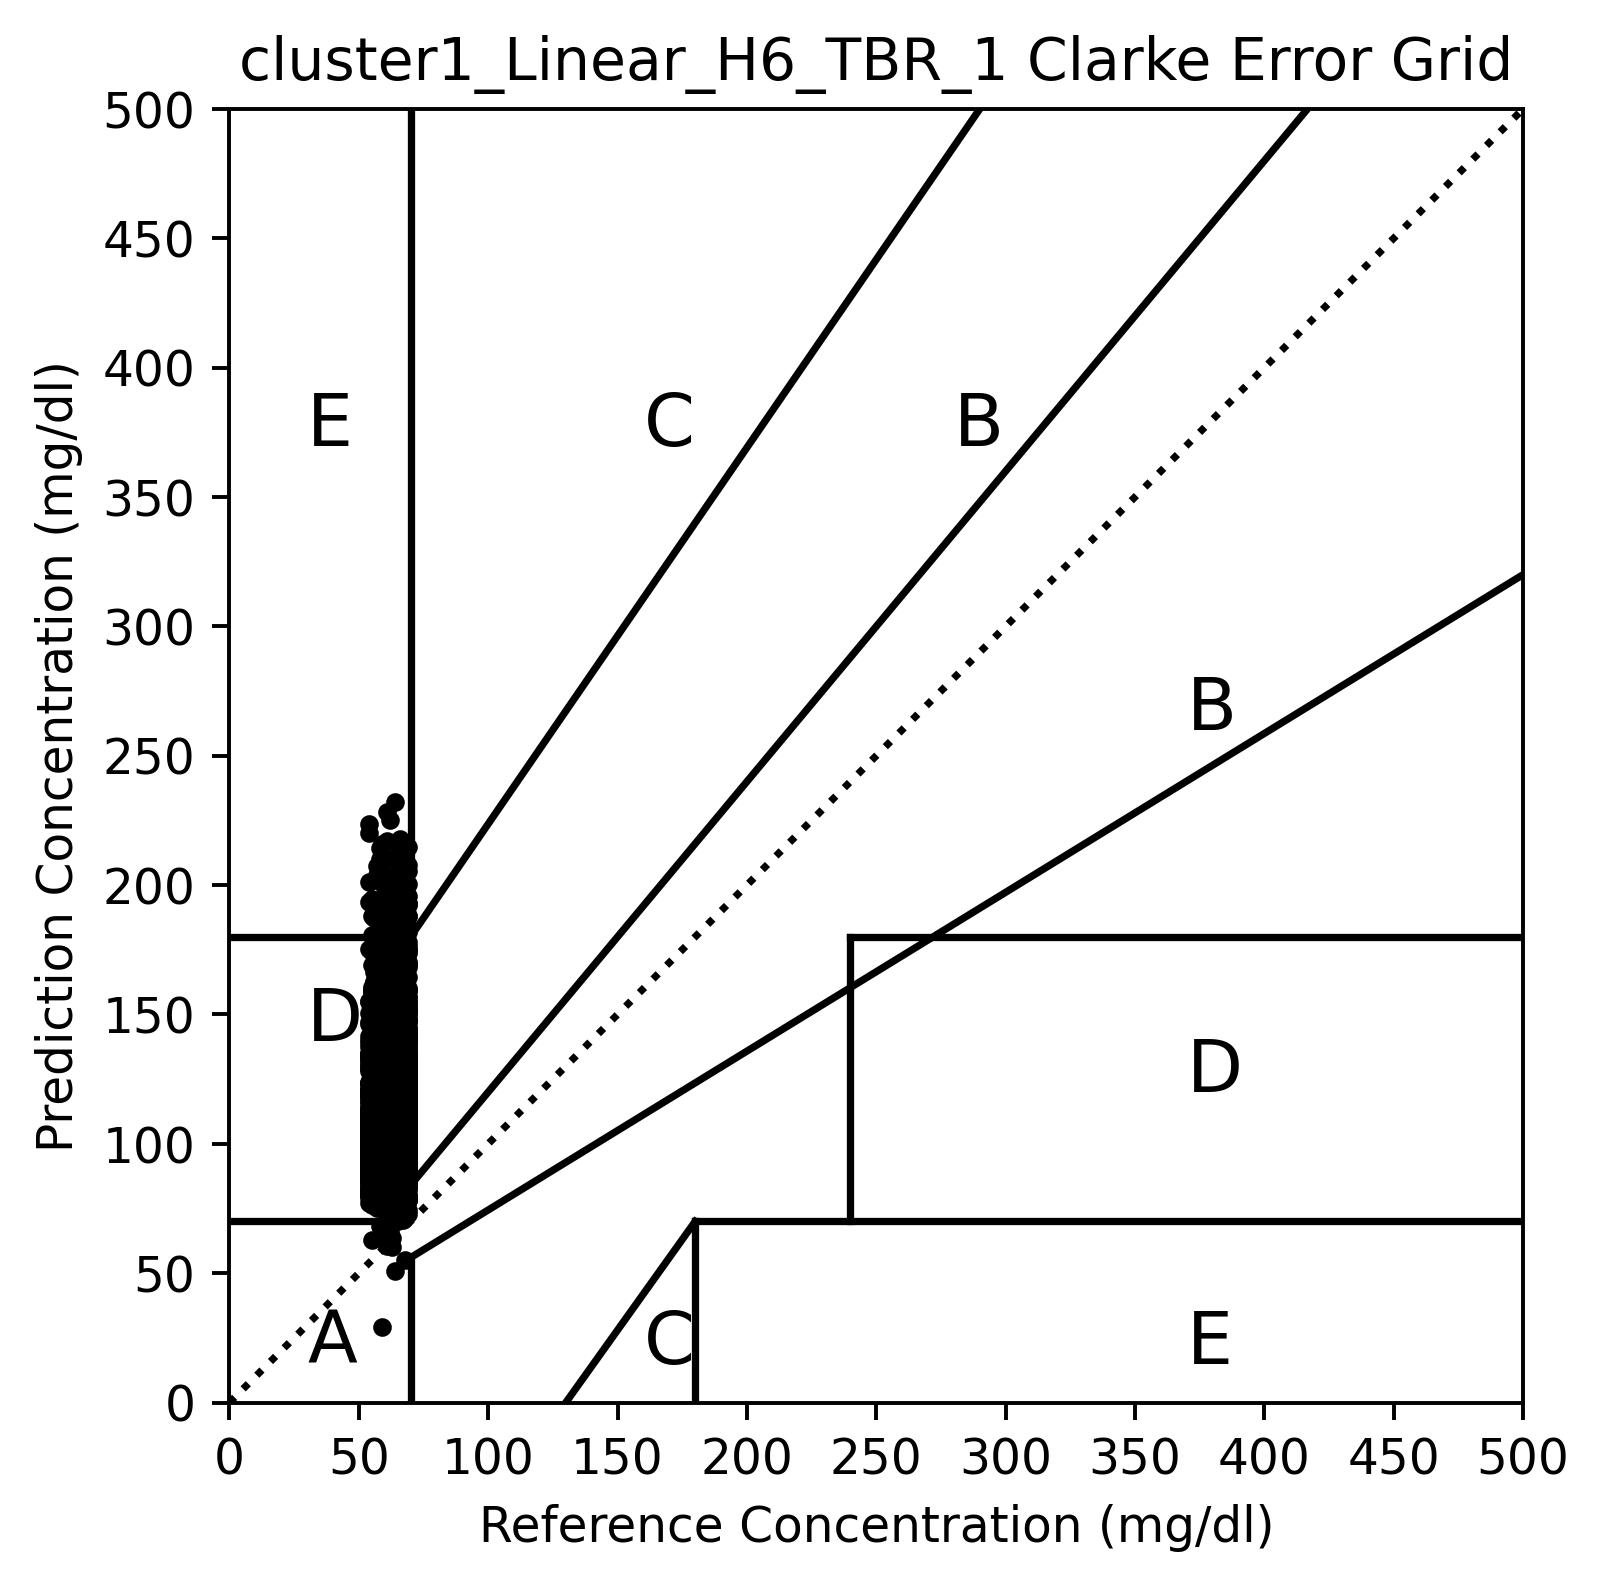 cluster1_Linear_H6_TBR_1 Clarke Error Grid
500
450
400
350
300
250
200
150
100
50
0
Prediction Concentration (mg/dl)
E
C
B
B
D
D
A
C
E
0 50 100 150 200 250 300 350 400 450 500
Reference Concentration (mg/dl)